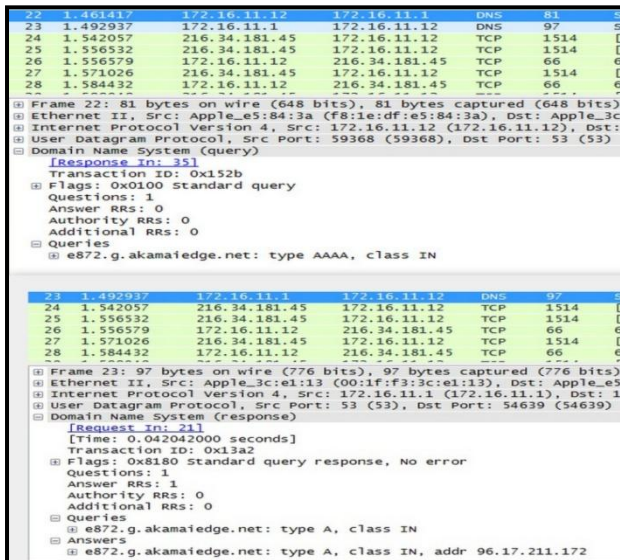 22 1.461417 172.16.11.12 172.16.11.1 DNS 81 S
23 1.492937 172.16.11.1 172.16.11.12 DNS 97 S
24 1.542057 216.34.181.45 172.16.11.12 TCP 1514 [
25 1.556532 216.34.181.45 172.16.11.12 TCP 1514 [
26 1.556579 172.16.11.12 216.34.181.45 TCP 66 6
27 1.571026 216.34.181.45 172.16.11.12 TCP 1514 [
28 1.584432 172.16.11.12 216.34.181.45 TCP 66 6
Frame 22: 81 bytes on wire (648 bits), 81 bytes captured (648 bits)
Ethernet II, Src: Apple_e5:84:3a (f8:1e:df:e5:84:3a), Dst: Apple_3c
Internet Protocol Version 4, Src: 172.16.11.12 (172.16.11.12), Dst:
User Datagram Protocol, Src Port: 59368 (59368), Dst Port: 53 (53)
Domain Name System (query)
[Response In: 35]
Transaction ID: 0x152b
Flags: 0x0100 Standard query
Questions: 1
Answer RRs: 0
Authority RRs: 0
Additional RRs: 0
Queries
e872.g.akamaiedge.net: type AAAA, class IN
23 1.492937 172.16.11.1 172.16.11.12 DNS 97 S
24 1.542057 216.34.181.45 172.16.11.12 TCP 1514 [
25 1.556532 216.34.181.45 172.16.11.12 TCP 1514 [
26 1.556579 172.16.11.12 216.34.181.45 TCP 66 6
27 1.571026 216.34.181.45 172.16.11.12 TCP 1514 [
28 1.584432 172.16.11.12 216.34.181.45 TCP 66 6
Frame 23: 97 bytes on wire (776 bits), 97 bytes captured (776 bits)
Ethernet II, Src: Apple_3c:e1:13 (00:1f:f3:3c:e1:13), Dst: Apple_e5
Internet Protocol Version 4, Src: 172.16.11.1 (172.16.11.1), Dst: 1
User Datagram Protocol, Src Port: 53 (53), Dst Port: 54639 (54639)
Domain Name System (response)
[Request In: 21]
[Time: 0.042042000 seconds]
Transaction ID: 0x13a2
Flags: 0x8180 Standard query response, No error
Questions: 1
Answer RRs: 1
Authority RRs: 0
Additional RRs: 0
Queries
e872.g.akamaiedge.net: type A, class IN
Answers
e872.g.akamaiedge.net: type A, class IN, addr 96.17.211.172